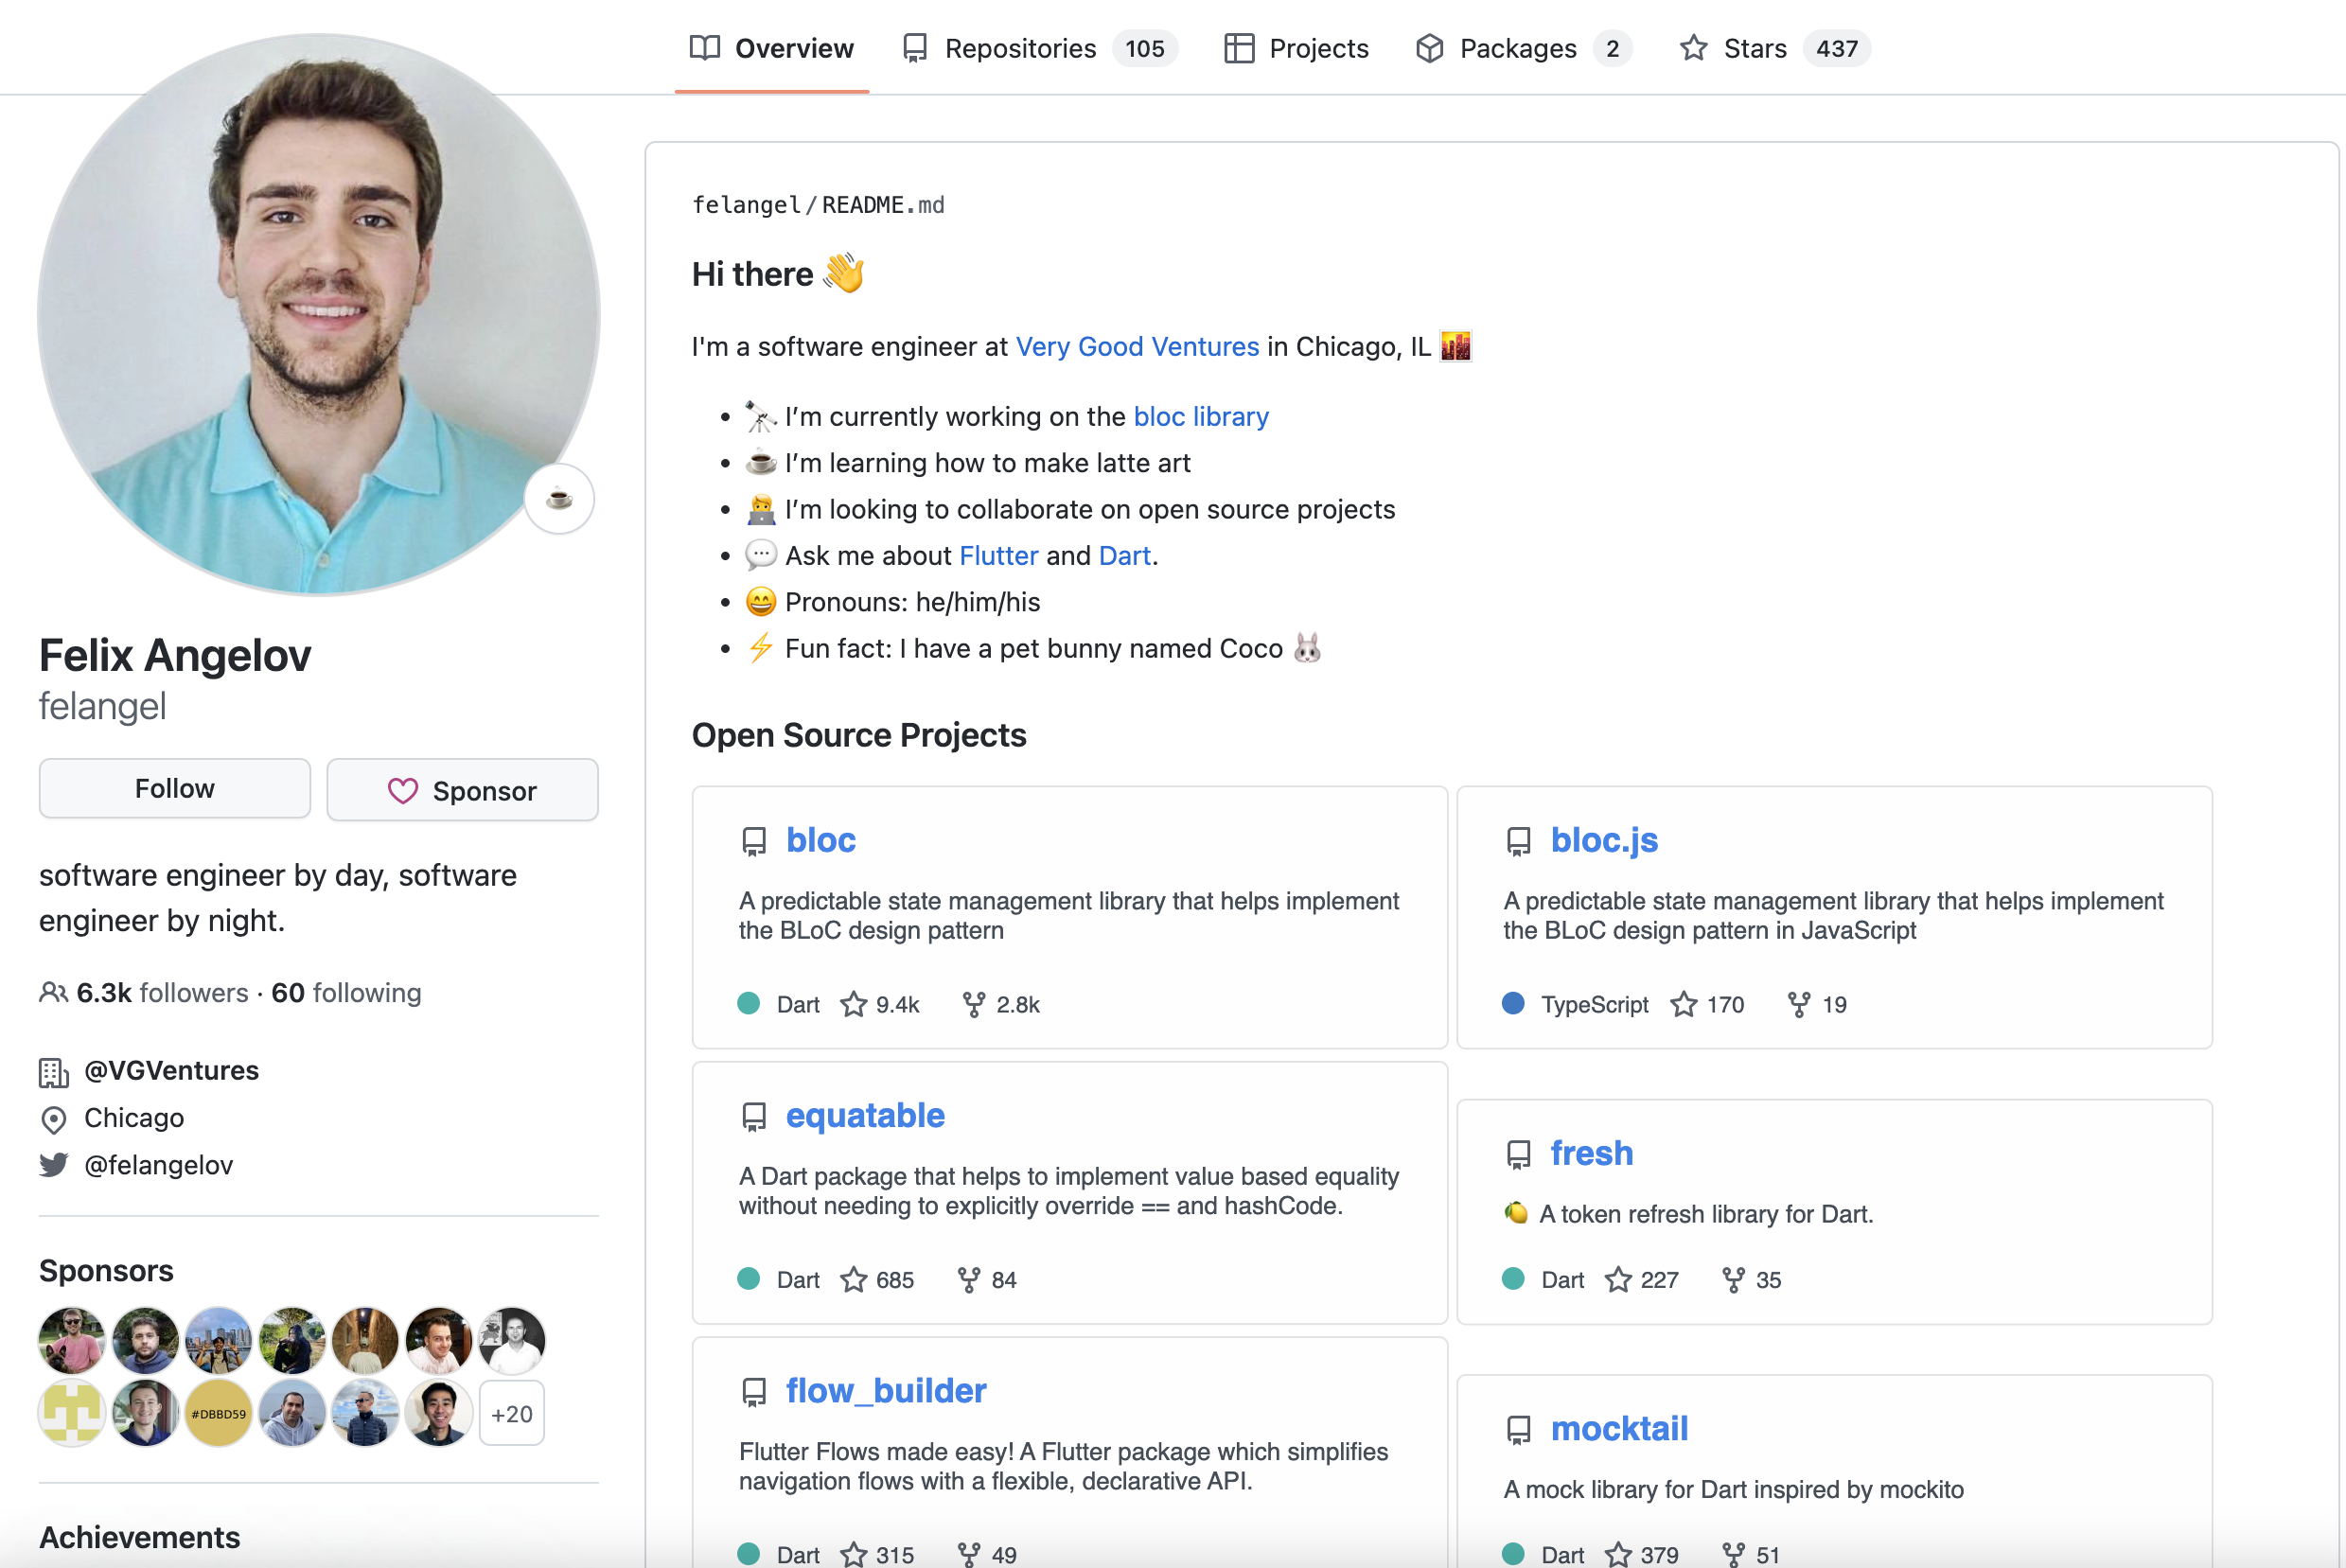 Overview
Repositories 105
Projects
Packages 2
Stars 437
Felix Angelov
felangel
Follow
Sponsor
software engineer by day, software
engineer by night.
6.3k followers · 60 following
@VGVentures
Chicago
@felangelov
Sponsors
#DBBD59
+20
Achievements
felangel/README.md
Hi there 👋
I'm a software engineer at Very Good Ventures in Chicago, IL 🌇
• 🔭 I’m currently working on the bloc library
• ☕ I’m learning how to make latte art
• 🧑‍💻 I’m looking to collaborate on open source projects
• 💬 Ask me about Flutter and Dart.
• 😄 Pronouns: he/him/his
• ⚡ Fun fact: I have a pet bunny named Coco 🐰
Open Source Projects
bloc
A predictable state management library that helps implement
the BLoC design pattern
Dart 9.4k 2.8k
bloc.js
A predictable state management library that helps implement
the BLoC design pattern in JavaScript
TypeScript 170 19
equatable
A Dart package that helps to implement value based equality
without needing to explicitly override == and hashCode.
Dart 685 84
fresh
🍋 A token refresh library for Dart.
Dart 227 35
flow_builder
Flutter Flows made easy! A Flutter package which simplifies
navigation flows with a flexible, declarative API.
Dart 315 49
mocktail
A mock library for Dart inspired by mockito
Dart 379 51